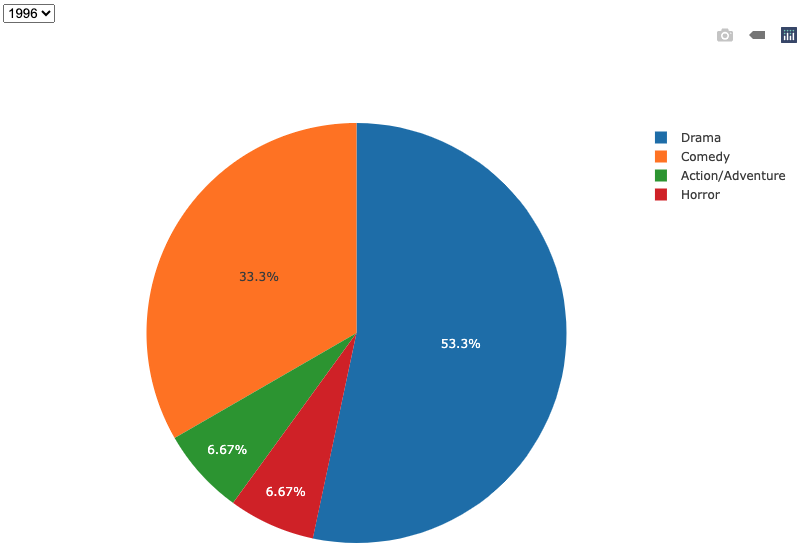 1996
Drama
Comedy
Action/Adventure
Horror
33.3%
53.3%
6.67%
6.67%